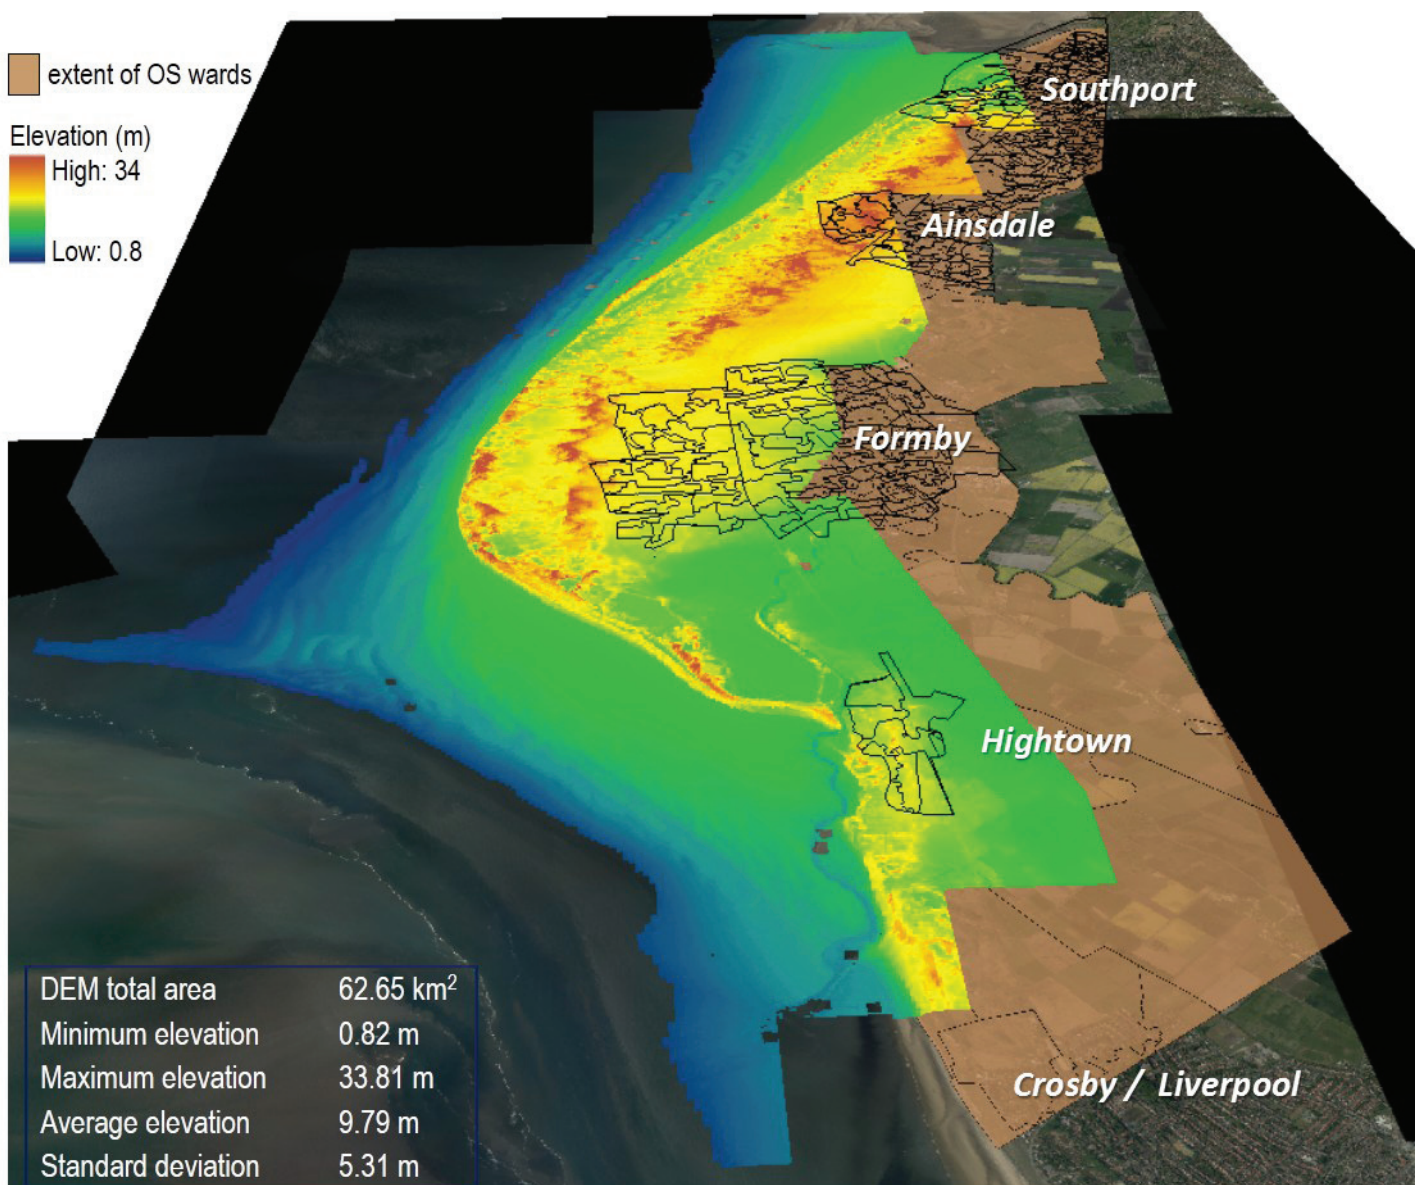 extent of OS wards
Elevation (m)
High: 34
Low: 0.8
Southport
Ainsdale
Formby
Hightown
Crosby / Liverpool
DEM total area 62.65 km²
Minimum elevation 0.82 m
Maximum elevation 33.81 m
Average elevation 9.79 m
Standard deviation 5.31 m